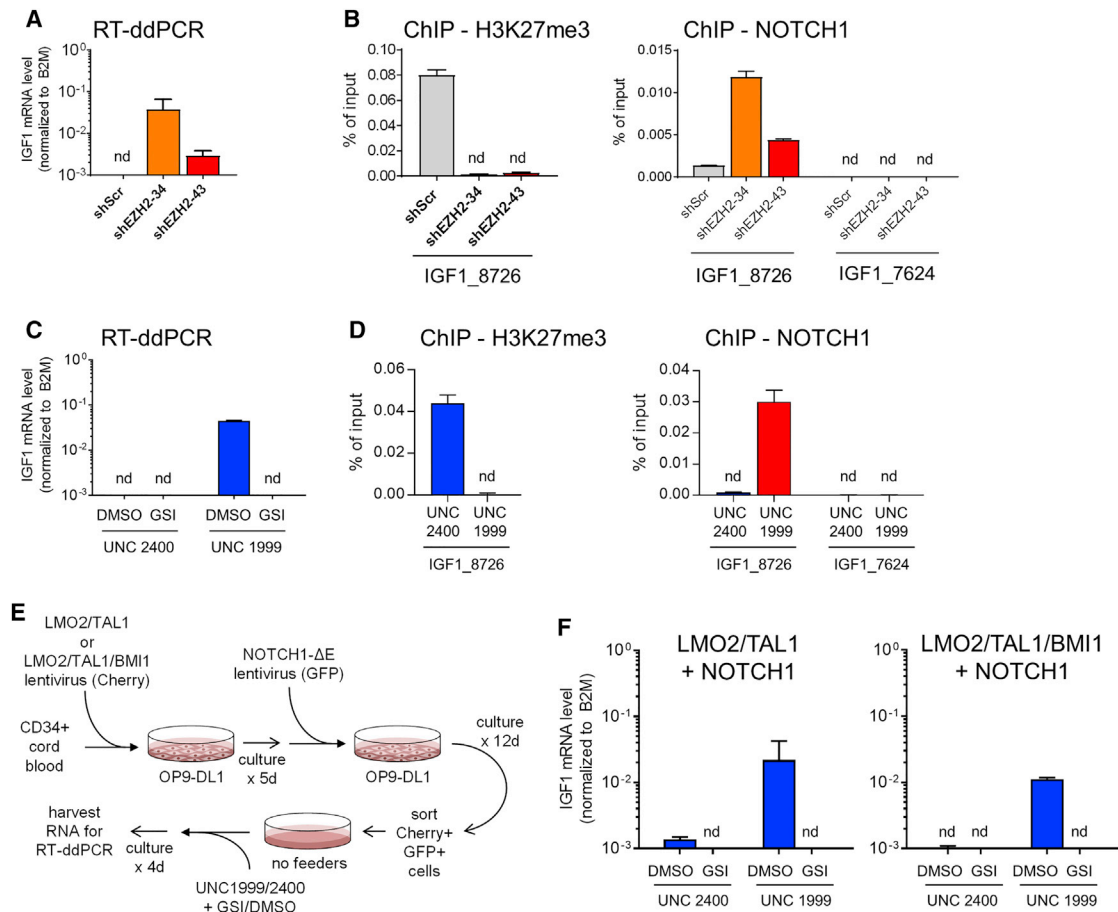 A
RT-ddPCR
IGF1 mRNA level
(normalized to B2M)
10⁰
10⁻¹
10⁻²
10⁻³
nd
shScr
shEZH2-34
shEZH2-43
B
ChIP - H3K27me3
% of input
0.10
0.08
0.06
0.04
0.02
0.00
nd nd
shScr
shEZH2-34
shEZH2-43
IGF1_8726
ChIP - NOTCH1
% of input
0.015
0.010
0.005
0.000
nd nd nd
shScr
shEZH2-34
shEZH2-43
shScr
shEZH2-34
shEZH2-43
IGF1_8726 IGF1_7624
C
RT-ddPCR
IGF1 mRNA level
(normalized to B2M)
10⁰
10⁻¹
10⁻²
10⁻³
nd nd nd
DMSO GSI DMSO GSI
UNC 2400 UNC 1999
D
ChIP - H3K27me3
% of input
0.06
0.04
0.02
0.00
nd
UNC UNC
2400 1999
IGF1_8726
ChIP - NOTCH1
% of input
0.04
0.03
0.02
0.01
0.00
nd nd nd
UNC UNC UNC UNC
2400 1999 2400 1999
IGF1_8726 IGF1_7624
E
LMO2/TAL1
or
LMO2/TAL1/BMI1
lentivirus (Cherry)
NOTCH1-ΔE
lentivirus (GFP)
CD34+
cord
blood
OP9-DL1
culture
x 5d
OP9-DL1
culture
x 12d
sort
Cherry+
GFP+
cells
no feeders
UNC1999/2400
+ GSI/DMSO
culture
x 4d
harvest
RNA for
RT-ddPCR
F
LMO2/TAL1
+ NOTCH1
IGF1 mRNA level
(normalized to B2M)
10⁰
10⁻¹
10⁻²
10⁻³
nd nd
DMSO GSI DMSO GSI
UNC 2400 UNC 1999
LMO2/TAL1/BMI1
+ NOTCH1
10⁰
10⁻¹
10⁻²
10⁻³
nd nd nd
DMSO GSI DMSO GSI
UNC 2400 UNC 1999